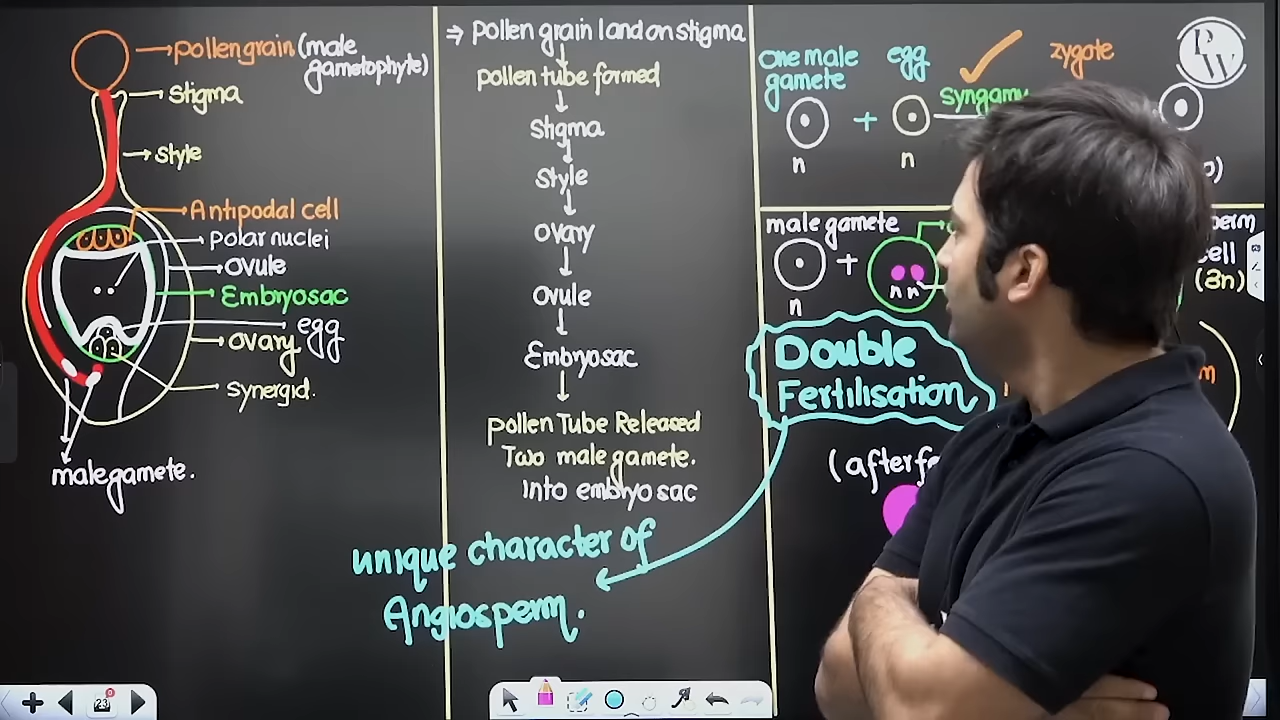 pollen grain (male
gametophyte)
stigma
style
Antipodal cell
polar nuclei
ovule
Embryosac
egg
ovary
synergid.
male gamete.
⇒ pollen grain land on stigma
pollen tube formed
stigma
style
ovary
ovule
Embryosac
pollen Tube Released
Two male gamete.
Into embryo sac
unique character of
Angiosperm.
one male
gamete
+
egg
syngamy
zygote
n
n
PW
male gamete
+
n
n n
cell
(3n)
Double
Fertilisation
(after
23